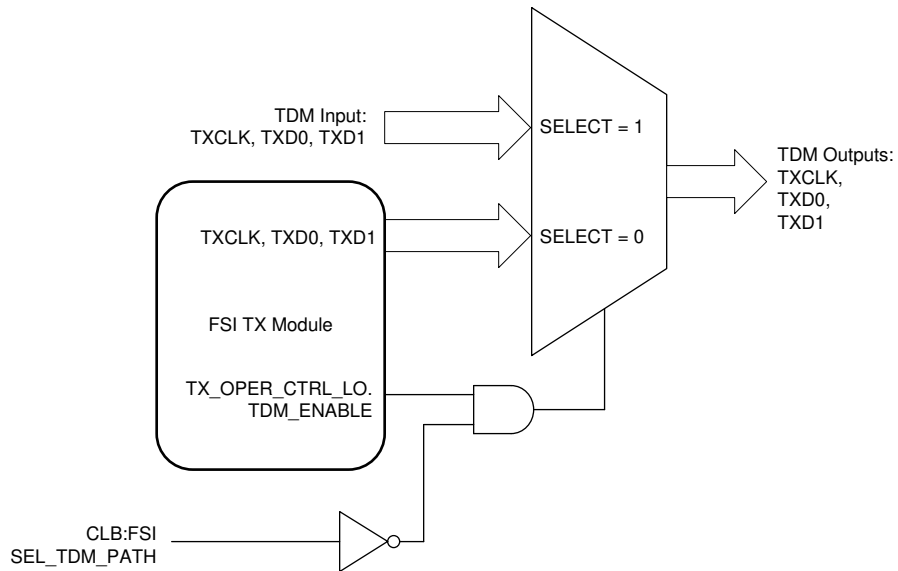 TDM Input:
TXCLK, TXD0, TXD1
SELECT = 1
TDM Outputs:
TXCLK,
TXD0,
TXD1
TXCLK, TXD0, TXD1
SELECT = 0
FSI TX Module
TX_OPER_CTRL_LO.
TDM_ENABLE
CLB:FSI
SEL_TDM_PATH